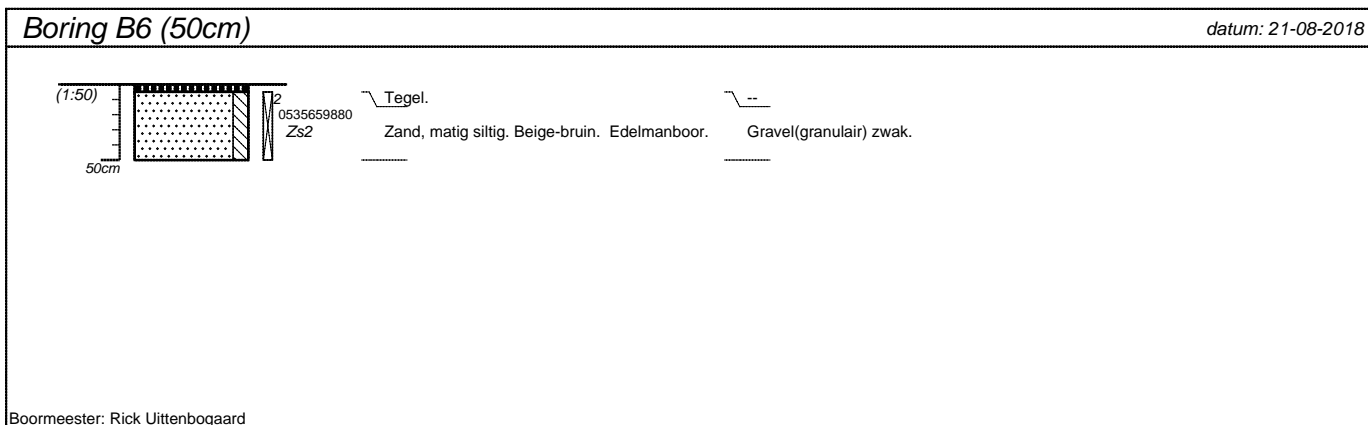 Boring B6 (50cm) datum: 21-08-2018
(1:50) 2 Tegel. --
0535659880
Zs2 Zand, matig siltig. Beige-bruin. Edelmanboor. Gravel(granulair) zwak.
50cm
Boormeester: Rick Uittenbogaard